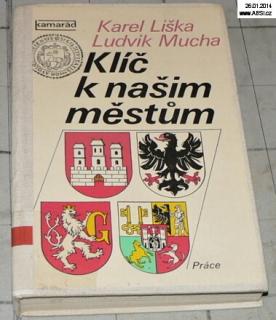 26.01.2014
www.ABSI.cz
kamarád
Karel Liška
Ludvík Mucha
Klíč
k našim
městům
G
Práce